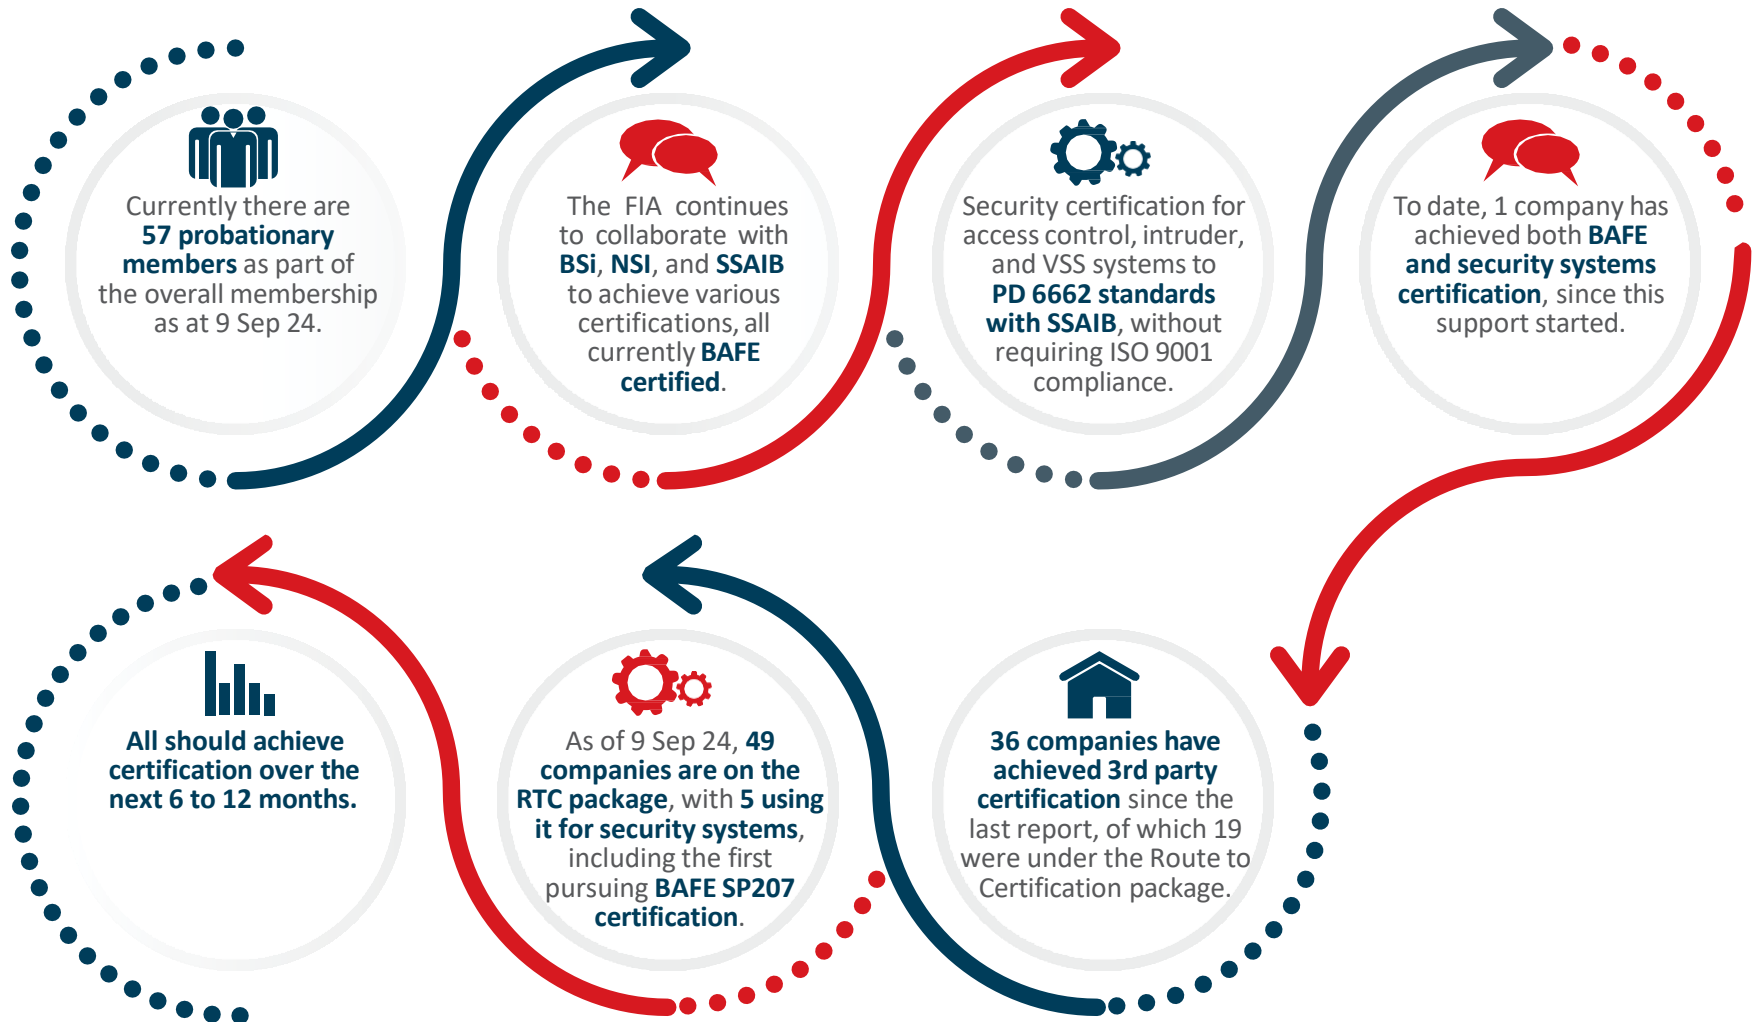 Currently there are
57 probationary
members as part of
the overall membership
as at 9 Sep 24.
The FIA continues
to collaborate with
BSi, NSI, and SSAIB
to achieve various
certifications, all
currently BAFE
certified.
Security certification for
access control, intruder,
and VSS systems to
PD 6662 standards
with SSAIB, without
requiring ISO 9001
compliance.
To date, 1 company has
achieved both BAFE
and security systems
certification, since this
support started.
36 companies have
achieved 3rd party
certification since the
last report, of which 19
were under the Route to
Certification package.
As of 9 Sep 24, 49
companies are on the
RTC package, with 5 using
it for security systems,
including the first
pursuing BAFE SP207
certification.
All should achieve
certification over the
next 6 to 12 months.